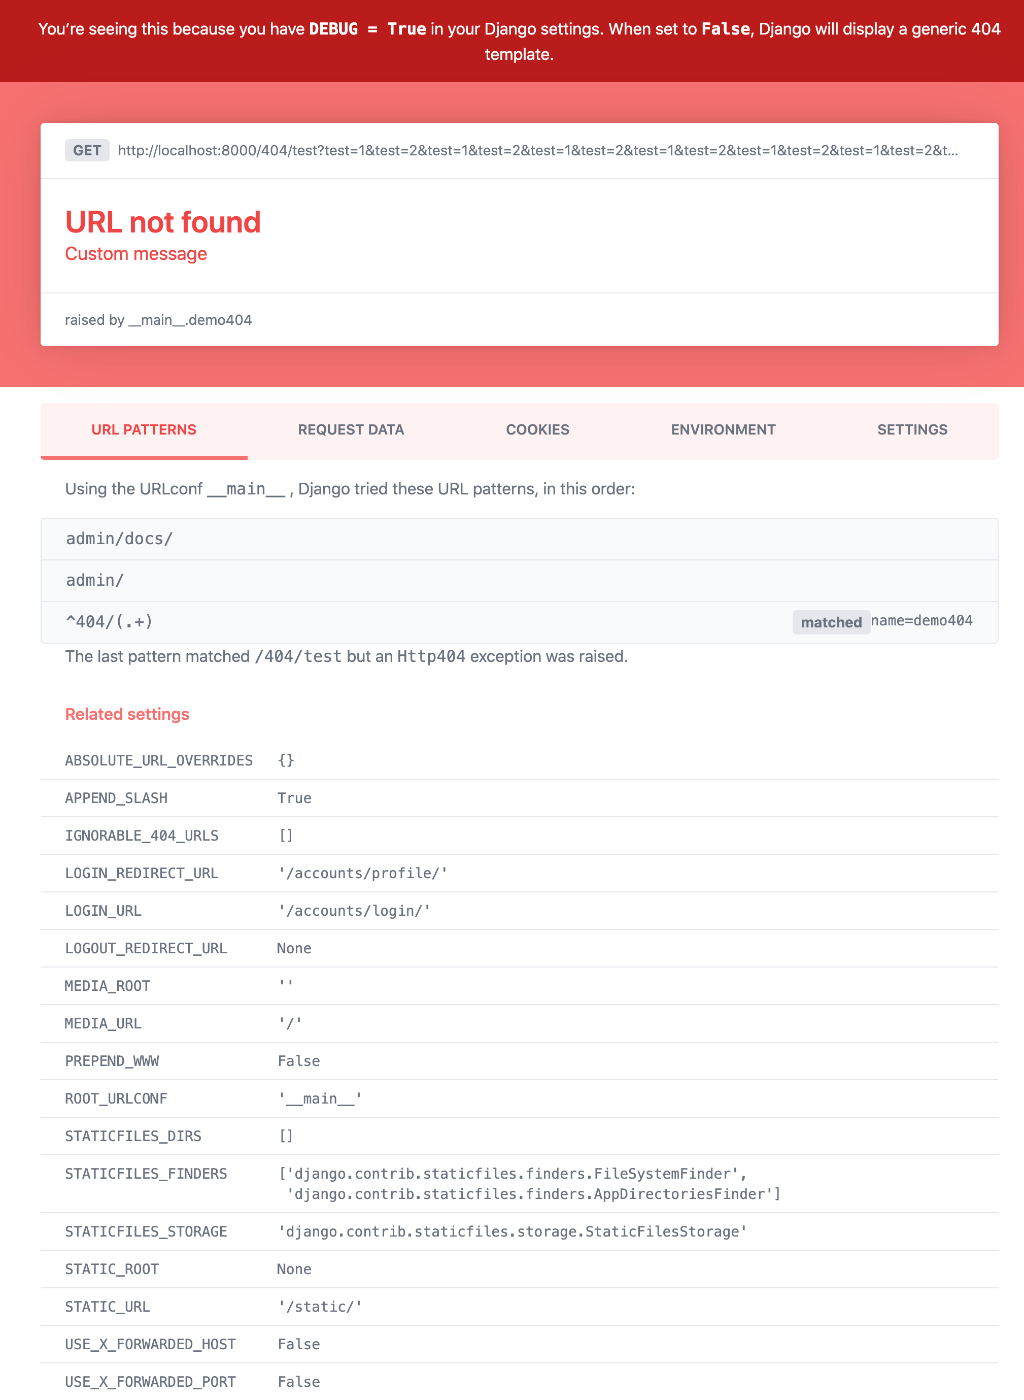 You’re seeing this because you have DEBUG = True in your Django settings. When set to False, Django will display a generic 404
template.
GET http://localhost:8000/404/test?test=1&test=2&test=1&test=2&test=1&test=2&test=1&test=2&test=1&test=2&test=1&test=2&t...
URL not found
Custom message
raised by __main__.demo404
URL PATTERNS REQUEST DATA COOKIES ENVIRONMENT SETTINGS
Using the URLconf __main__ , Django tried these URL patterns, in this order:
admin/docs/
admin/
^404/(.+) matched name=demo404
The last pattern matched /404/test but an Http404 exception was raised.
Related settings
ABSOLUTE_URL_OVERRIDES {}
APPEND_SLASH True
IGNORABLE_404_URLS []
LOGIN_REDIRECT_URL '/accounts/profile/'
LOGIN_URL '/accounts/login/'
LOGOUT_REDIRECT_URL None
MEDIA_ROOT ''
MEDIA_URL '/'
PREPEND_WWW False
ROOT_URLCONF '__main__'
STATICFILES_DIRS []
STATICFILES_FINDERS ['django.contrib.staticfiles.finders.FileSystemFinder',
'django.contrib.staticfiles.finders.AppDirectoriesFinder']
STATICFILES_STORAGE 'django.contrib.staticfiles.storage.StaticFilesStorage'
STATIC_ROOT None
STATIC_URL '/static/'
USE_X_FORWARDED_HOST False
USE_X_FORWARDED_PORT False